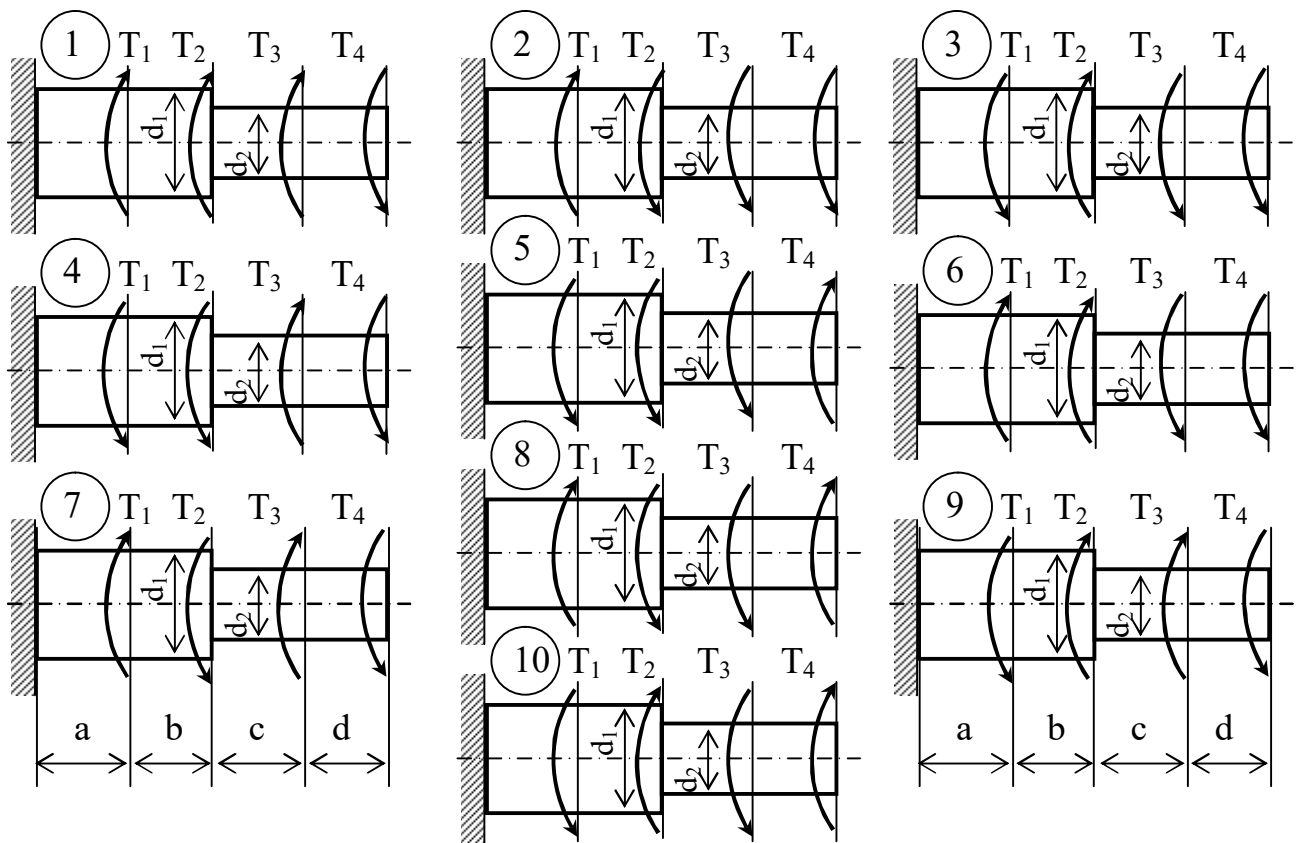 1 T1 T2 T3 T4
d1
d2
2 T1 T2 T3 T4
d1
d2
3 T1 T2 T3 T4
d1
d2
4 T1 T2 T3 T4
d1
d2
5 T1 T2 T3 T4
d1
d2
6 T1 T2 T3 T4
d1
d2
7 T1 T2 T3 T4
d1
d2
a b c d
8 T1 T2 T3 T4
d1
d2
9 T1 T2 T3 T4
d1
d2
a b c d
10 T1 T2 T3 T4
d1
d2